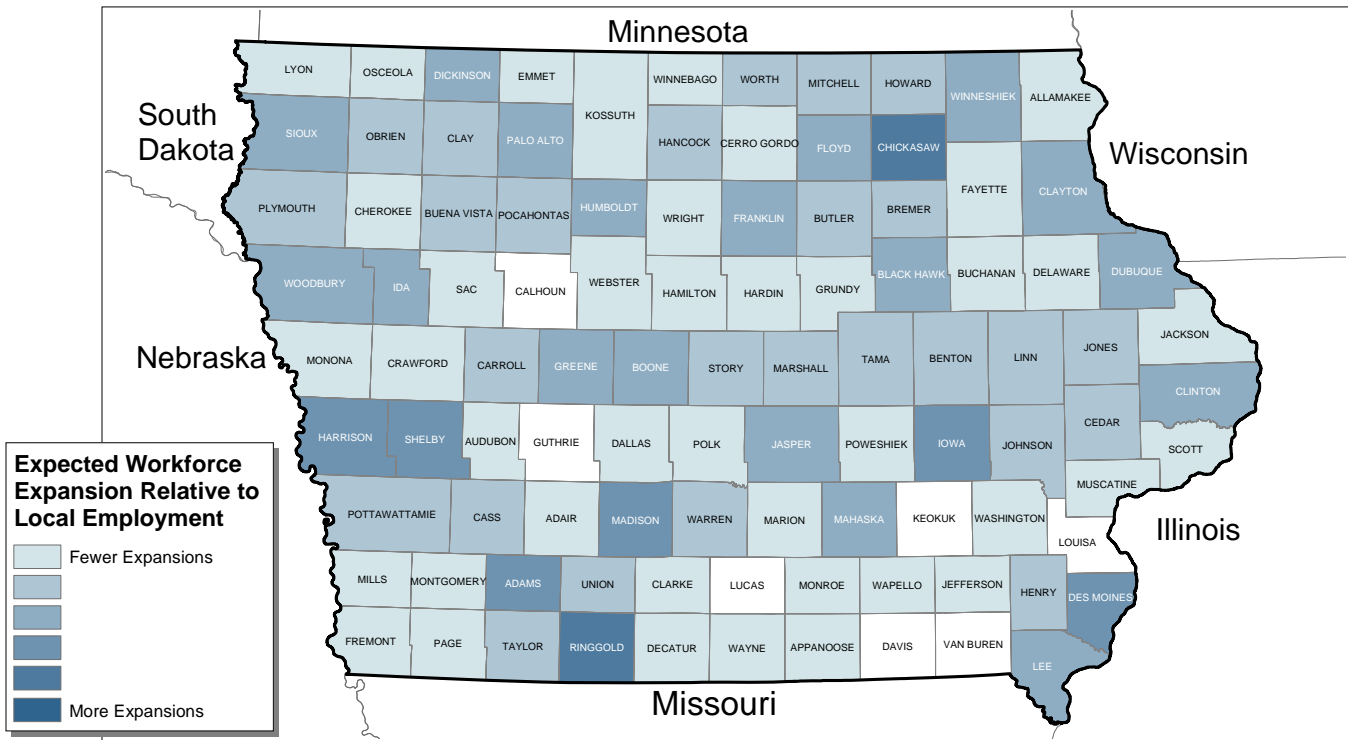 Minnesota
LYON
OSCEOLA
DICKINSON
EMMET
WINNEBAGO
WORTH
MITCHELL
HOWARD
WINNESHIEK
ALLAMAKEE
KOSSUTH
South
Dakota
SIOUX
OBRIEN
CLAY
PALO ALTO
HANCOCK
CERRO GORDO
FLOYD
CHICKASAW
Wisconsin
FAYETTE
CLAYTON
PLYMOUTH
CHEROKEE
BUENA VISTA
POCAHONTAS
HUMBOLDT
WRIGHT
FRANKLIN
BUTLER
BREMER
WOODBURY
IDA
SAC
CALHOUN
WEBSTER
HAMILTON
HARDIN
GRUNDY
BLACK HAWK
BUCHANAN
DELAWARE
DUBUQUE
JACKSON
Nebraska
MONONA
CRAWFORD
CARROLL
GREENE
BOONE
STORY
MARSHALL
TAMA
BENTON
LINN
JONES
CLINTON
HARRISON
SHELBY
AUDUBON
GUTHRIE
DALLAS
POLK
JASPER
POWESHIEK
IOWA
JOHNSON
CEDAR
SCOTT
MUSCATINE
POTTAWATTAMIE
CASS
ADAIR
MADISON
WARREN
MARION
MAHASKA
KEOKUK
WASHINGTON
LOUISA
Illinois
MILLS
MONTGOMERY
ADAMS
UNION
CLARKE
LUCAS
MONROE
WAPELLO
JEFFERSON
HENRY
DES MOINES
FREMONT
PAGE
TAYLOR
RINGGOLD
DECATUR
WAYNE
APPANOOSE
DAVIS
VAN BUREN
LEE
Missouri
Expected Workforce
Expansion Relative to
Local Employment
Fewer Expansions
More Expansions